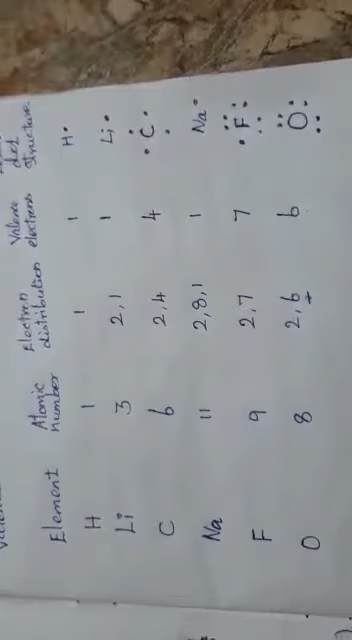 Element Atomic number Electron distribution Valence electrons dot structure
H 1 1 1 H
Li 3 2,1 1 Li
C 6 2,4 4 C
Na 11 2,8,1 1 Na
F 9 2,7 7 F
O 8 2,6 6 O